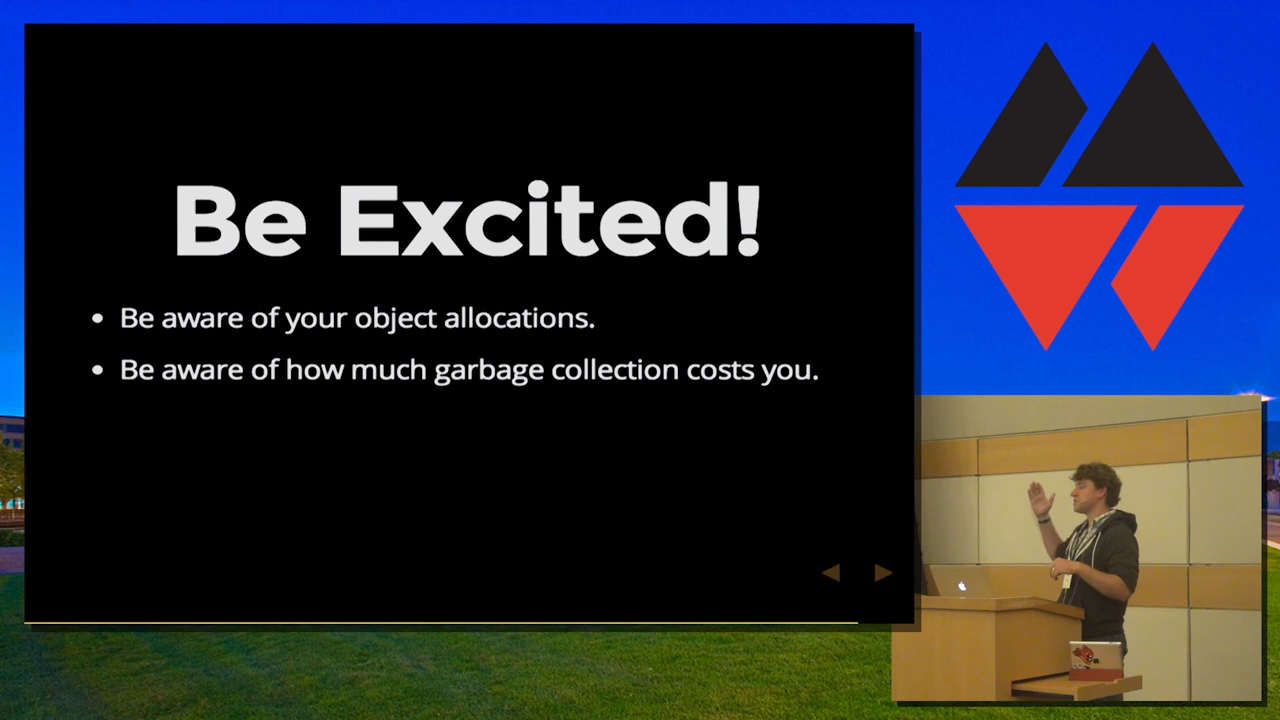 Be Excited!
Be aware of your object allocations.
Be aware of how much garbage collection costs you.